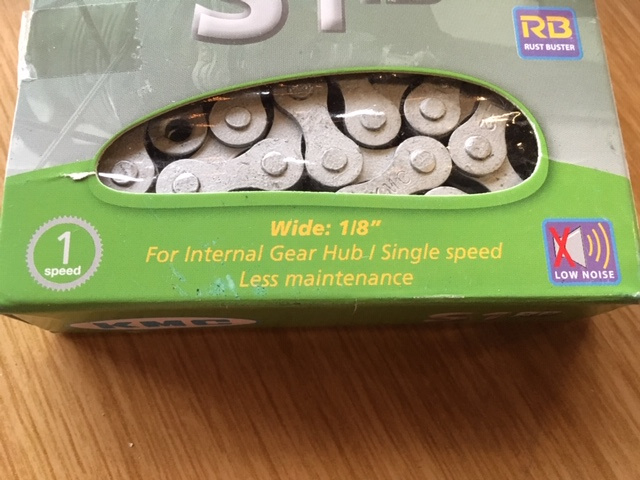 RB
RUST BUSTER
Wide: 1/8"
1
speed
For Internal Gear Hub / Single speed
Less maintenance
LOW NOISE
KMC